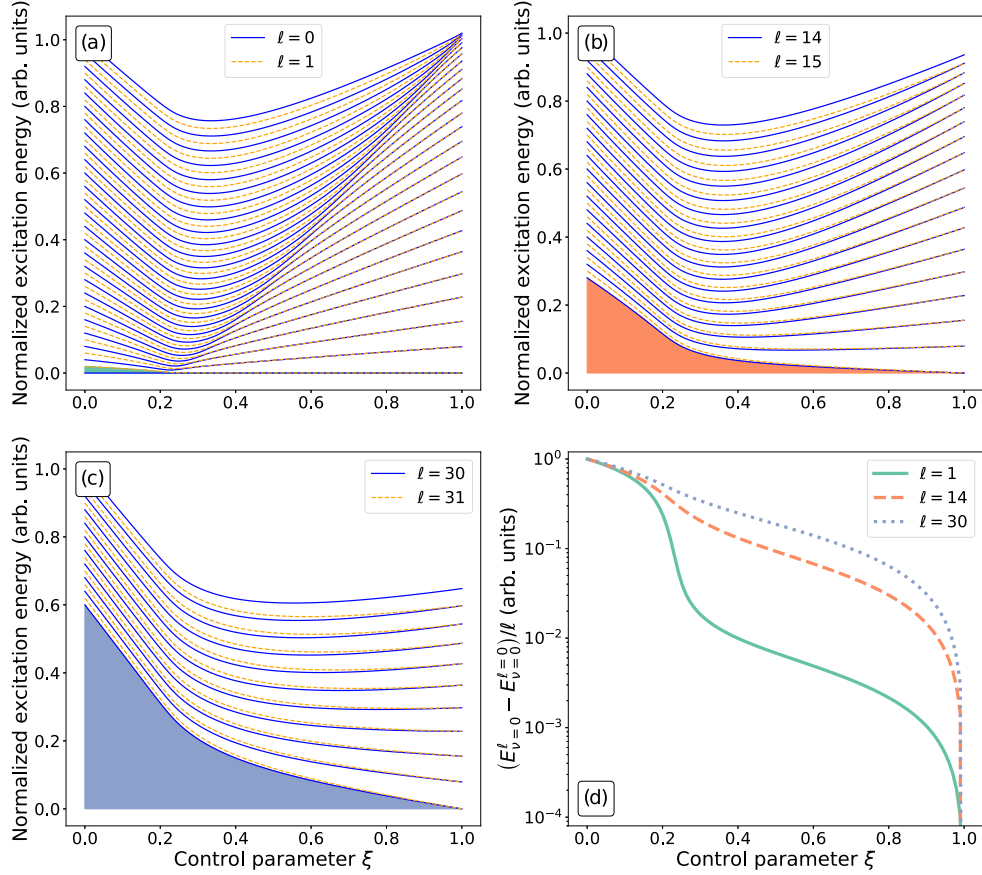 Normalized excitation energy (arb. units)
(a)
ℓ = 0
ℓ = 1
1.0
0.8
0.6
0.4
0.2
0.0
0.0 0.2 0.4 0.6 0.8 1.0
Normalized excitation energy (arb. units)
(b)
ℓ = 14
ℓ = 15
1.0
0.8
0.6
0.4
0.2
0.0
0.0 0.2 0.4 0.6 0.8 1.0
Normalized excitation energy (arb. units)
(c)
ℓ = 30
ℓ = 31
1.0
0.8
0.6
0.4
0.2
0.0
0.0 0.2 0.4 0.6 0.8 1.0
Control parameter ξ
(E^ℓ_{ν=0} − E^{ℓ=0}_{ν=0})/ℓ (arb. units)
ℓ = 1
ℓ = 14
ℓ = 30
10⁰
10⁻¹
10⁻²
10⁻³
10⁻⁴
(d)
0.0 0.2 0.4 0.6 0.8 1.0
Control parameter ξ